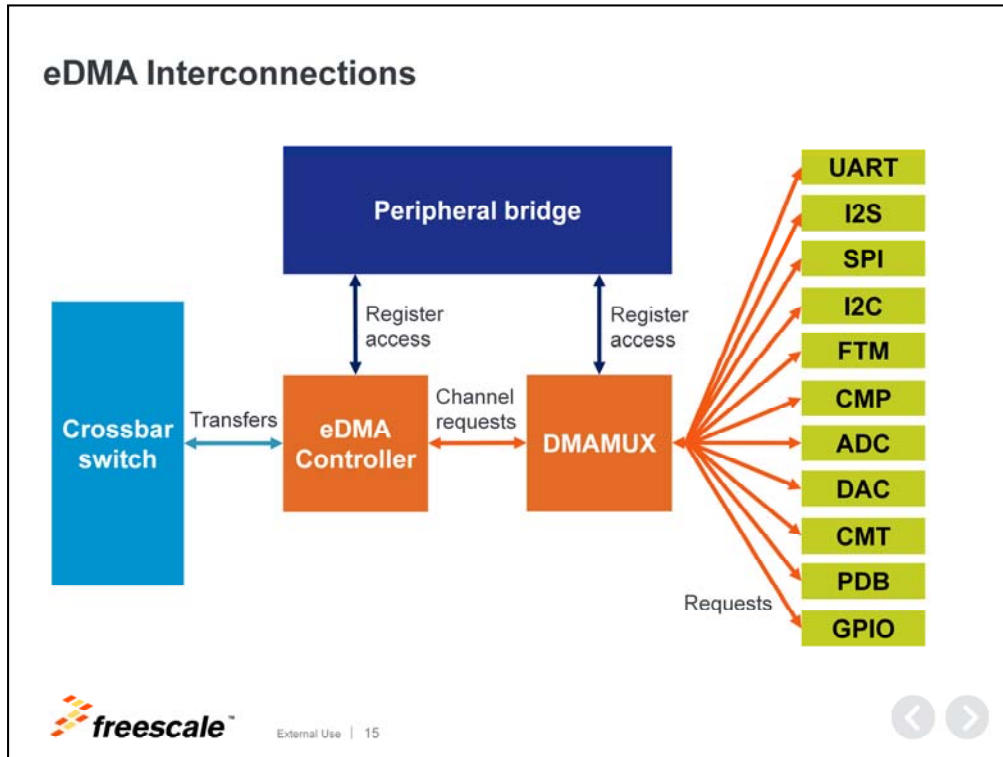 eDMA Interconnections
Peripheral bridge
Register
access
Register
access
Crossbar
switch
Transfers
eDMA
Controller
Channel
requests
DMAMUX
UART
I2S
SPI
I2C
FTM
CMP
ADC
DAC
CMT
PDB
GPIO
Requests
freescale™
External Use | 15